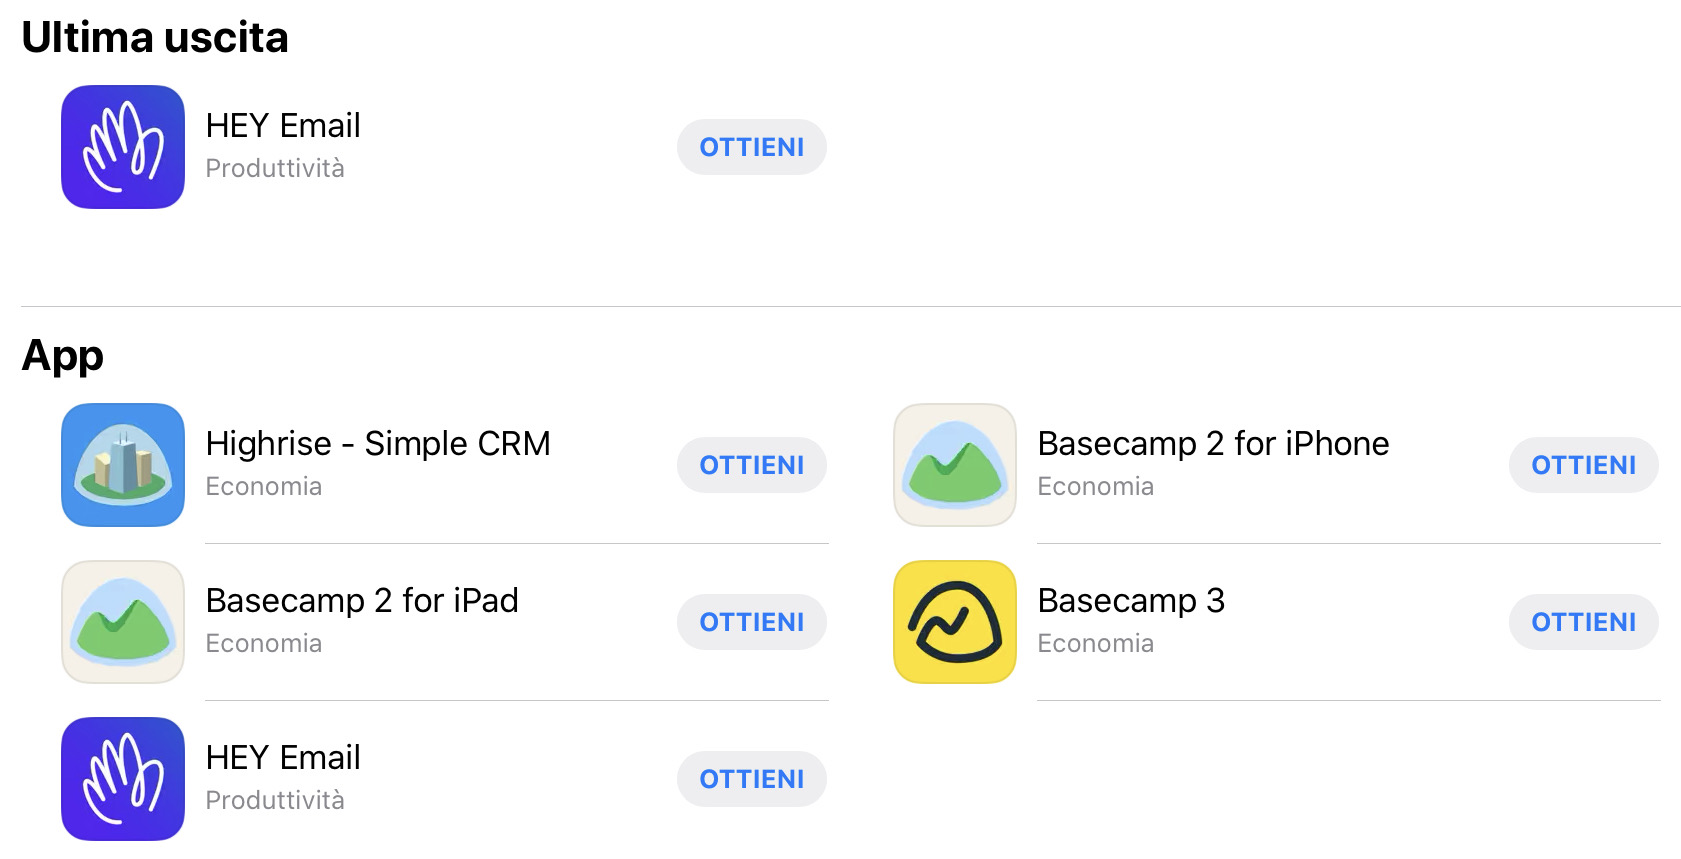 Ultima uscita
HEY Email
Produttività
OTTIENI
App
Highrise - Simple CRM
Economia
OTTIENI
Basecamp 2 for iPhone
Economia
OTTIENI
Basecamp 2 for iPad
Economia
OTTIENI
Basecamp 3
Economia
OTTIENI
HEY Email
Produttività
OTTIENI